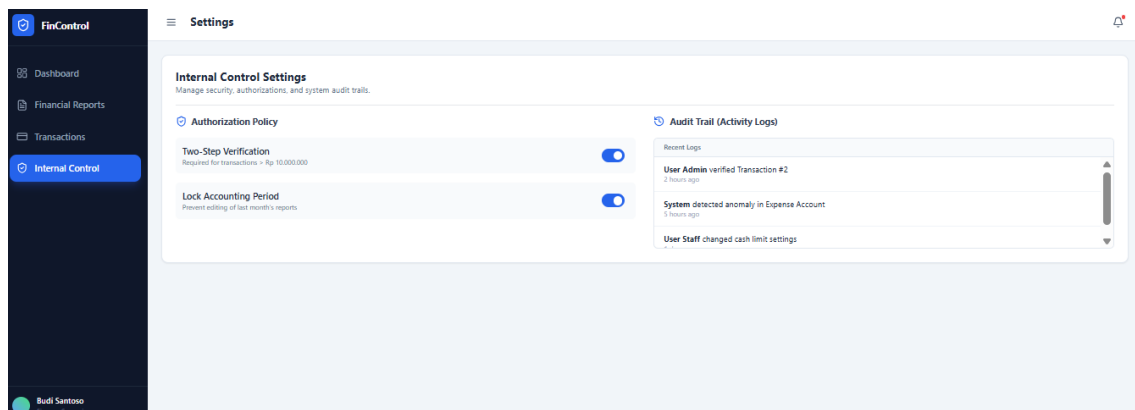 FinControl
Settings
Dashboard
Financial Reports
Transactions
Internal Control
Internal Control Settings
Manage security, authorizations, and system audit trails.
Authorization Policy
Two-Step Verification
Required for transactions > Rp 10.000.000
Lock Accounting Period
Prevent editing of last month's reports
Audit Trail (Activity Logs)
Recent Logs
User Admin verified Transaction #2
2 hours ago
System detected anomaly in Expense Account
5 hours ago
User Staff changed cash limit settings
Budi Santoso